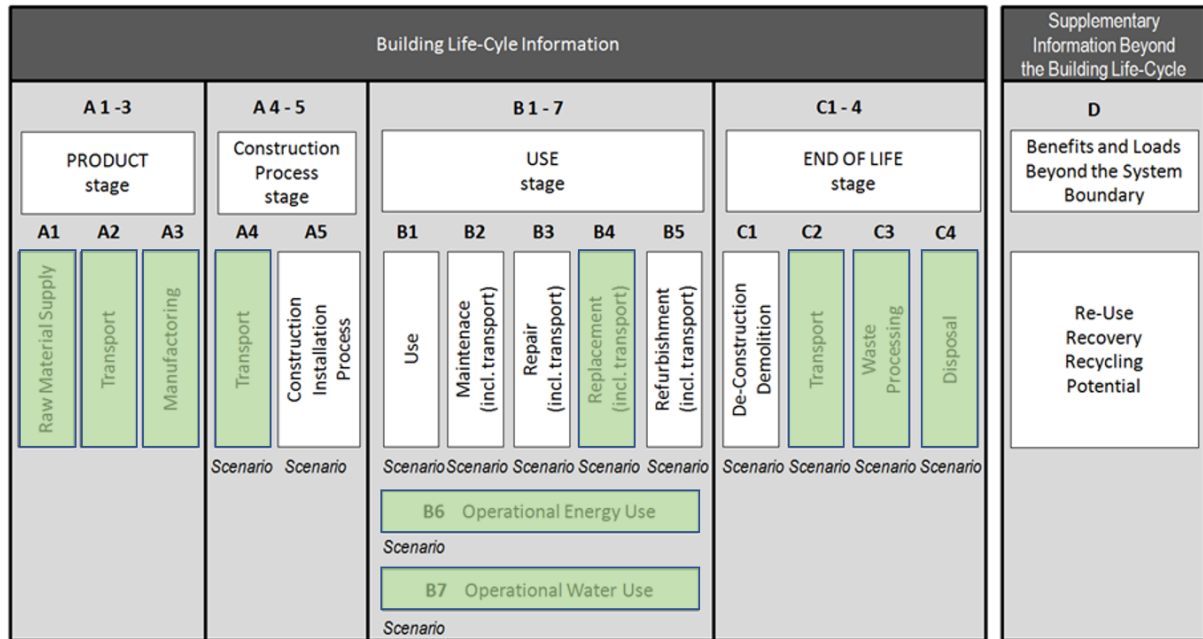 Building Life-Cyle Information
Supplementary
Information Beyond
the Building Life-Cycle
A 1 -3
A 4 - 5
B 1 - 7
C1 - 4
D
PRODUCT
stage
Construction
Process
stage
USE
stage
END OF LIFE
stage
Benefits and Loads
Beyond the System
Boundary
A1
A2
A3
A4
A5
B1
B2
B3
B4
B5
C1
C2
C3
C4
Raw Material Supply
Transport
Manufactoring
Transport
Construction
Installation
Process
Use
Maintenace
(incl. transport)
Repair
(incl. transport)
Replacement
(incl. transport)
Refurbishment
(incl. transport)
De-Construction
Demolition
Transport
Waste
Processing
Disposal
Re-Use
Recovery
Recycling
Potential
Scenario
Scenario
Scenario
Scenario
Scenario
Scenario
Scenario
Scenario
Scenario
Scenario
Scenario
B6 Operational Energy Use
Scenario
B7 Operational Water Use
Scenario